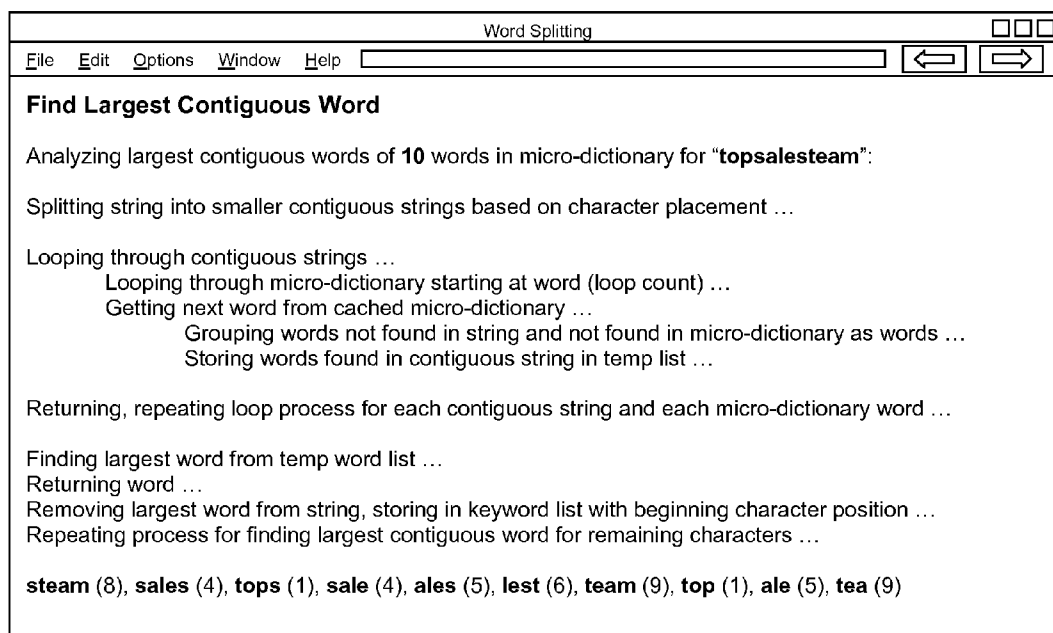 Word Splitting
File Edit Options Window Help
Find Largest Contiguous Word
Analyzing largest contiguous words of 10 words in micro-dictionary for “topsalesteam”:
Splitting string into smaller contiguous strings based on character placement …
Looping through contiguous strings …
Looping through micro-dictionary starting at word (loop count) …
Getting next word from cached micro-dictionary …
Grouping words not found in string and not found in micro-dictionary as words …
Storing words found in contiguous string in temp list …
Returning, repeating loop process for each contiguous string and each micro-dictionary word …
Finding largest word from temp word list …
Returning word …
Removing largest word from string, storing in keyword list with beginning character position …
Repeating process for finding largest contiguous word for remaining characters …
steam (8), sales (4), tops (1), sale (4), ales (5), lest (6), team (9), top (1), ale (5), tea (9)